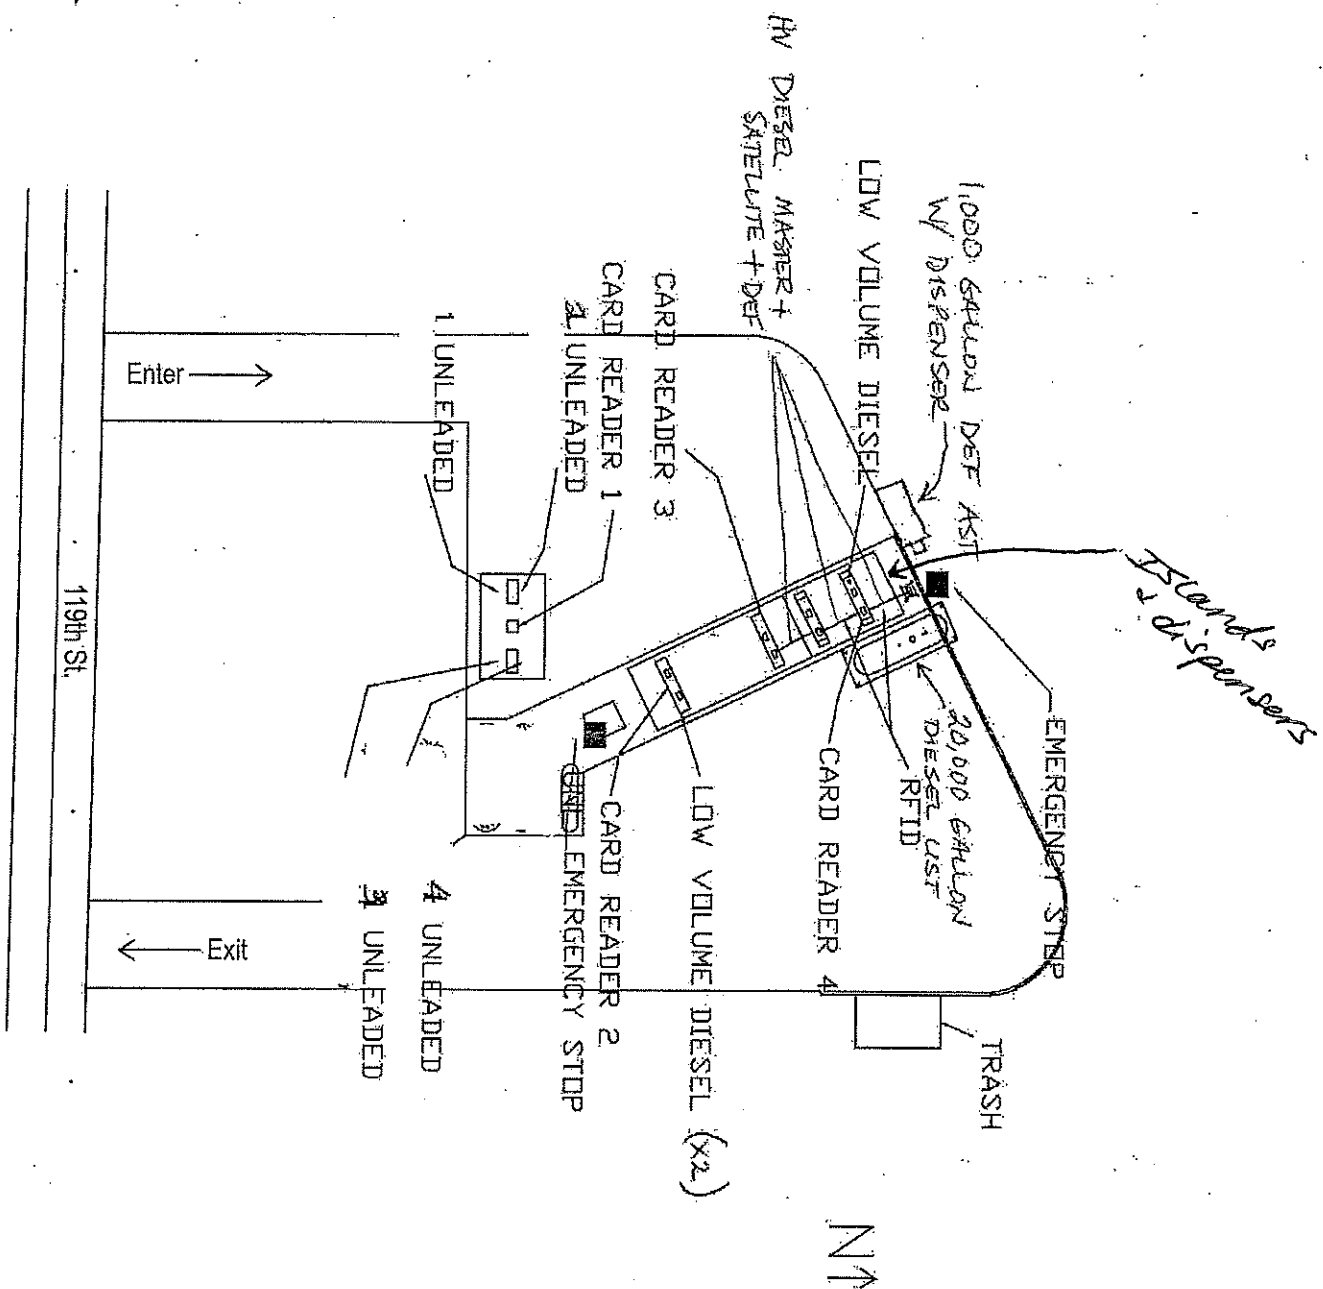 Islands
& dispensers
1,000 GALLON DEF AST
W/ DISPENSER
EMERGENCY STOP
20,000 GALLON
DIESEL UST
LOW VOLUME DIESEL
RFID
CARD READER 4
HV DIESEL MASTER +
SATELLITE + DEF
TRASH
CARD READER 3
LOW VOLUME DIESEL (X2)
CARD READER 1
CARD READER 2
2 UNLEADED
EMERGENCY STOP
1 UNLEADED
4 UNLEADED
3 UNLEADED
Enter
Exit
119th St.
N